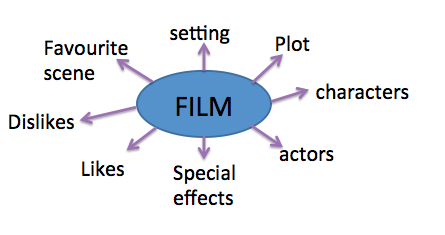 setting
Plot
Favourite
scene
characters
FILM
Dislikes
actors
Likes
Special
effects